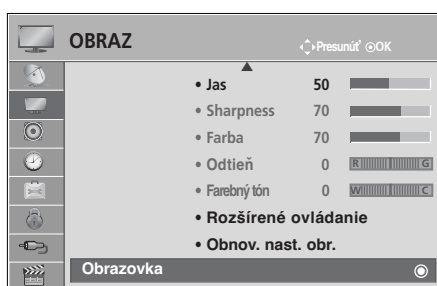 OBRAZ Presunúť OK
• Jas 50
• Sharpness 70
• Farba 70
• Odtieň 0 R G
• Farebný tón 0 W C
• Rozšírené ovládanie
• Obnov. nast. obr.
Obrazovka